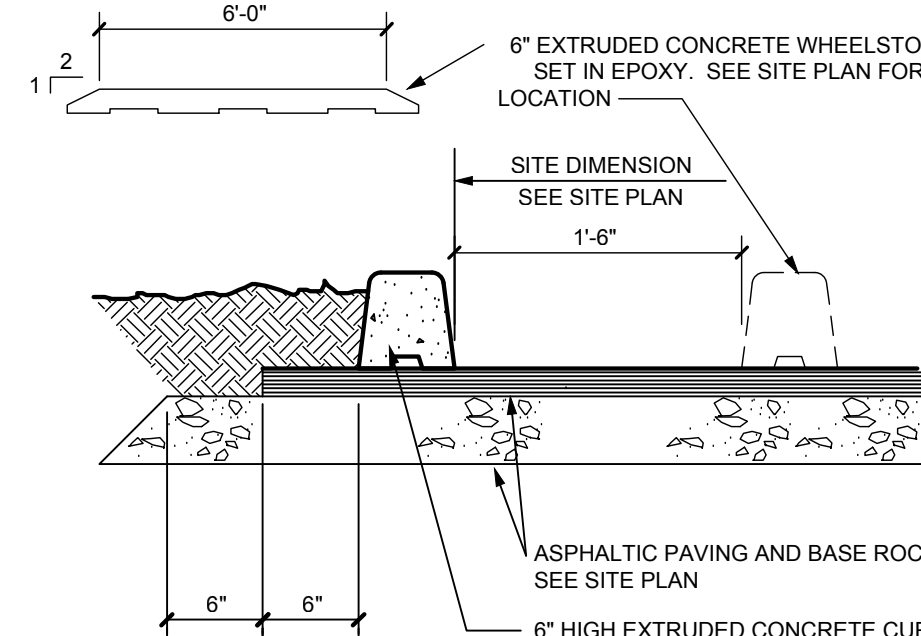 6'-0"
2
1
6" EXTRUDED CONCRETE WHEELSTO
SET IN EPOXY. SEE SITE PLAN FOR
LOCATION
SITE DIMENSION
SEE SITE PLAN
1'-6"
ASPHALTIC PAVING AND BASE ROC
SEE SITE PLAN
6" 6"
6" HIGH EXTRUDED CONCRETE CUR